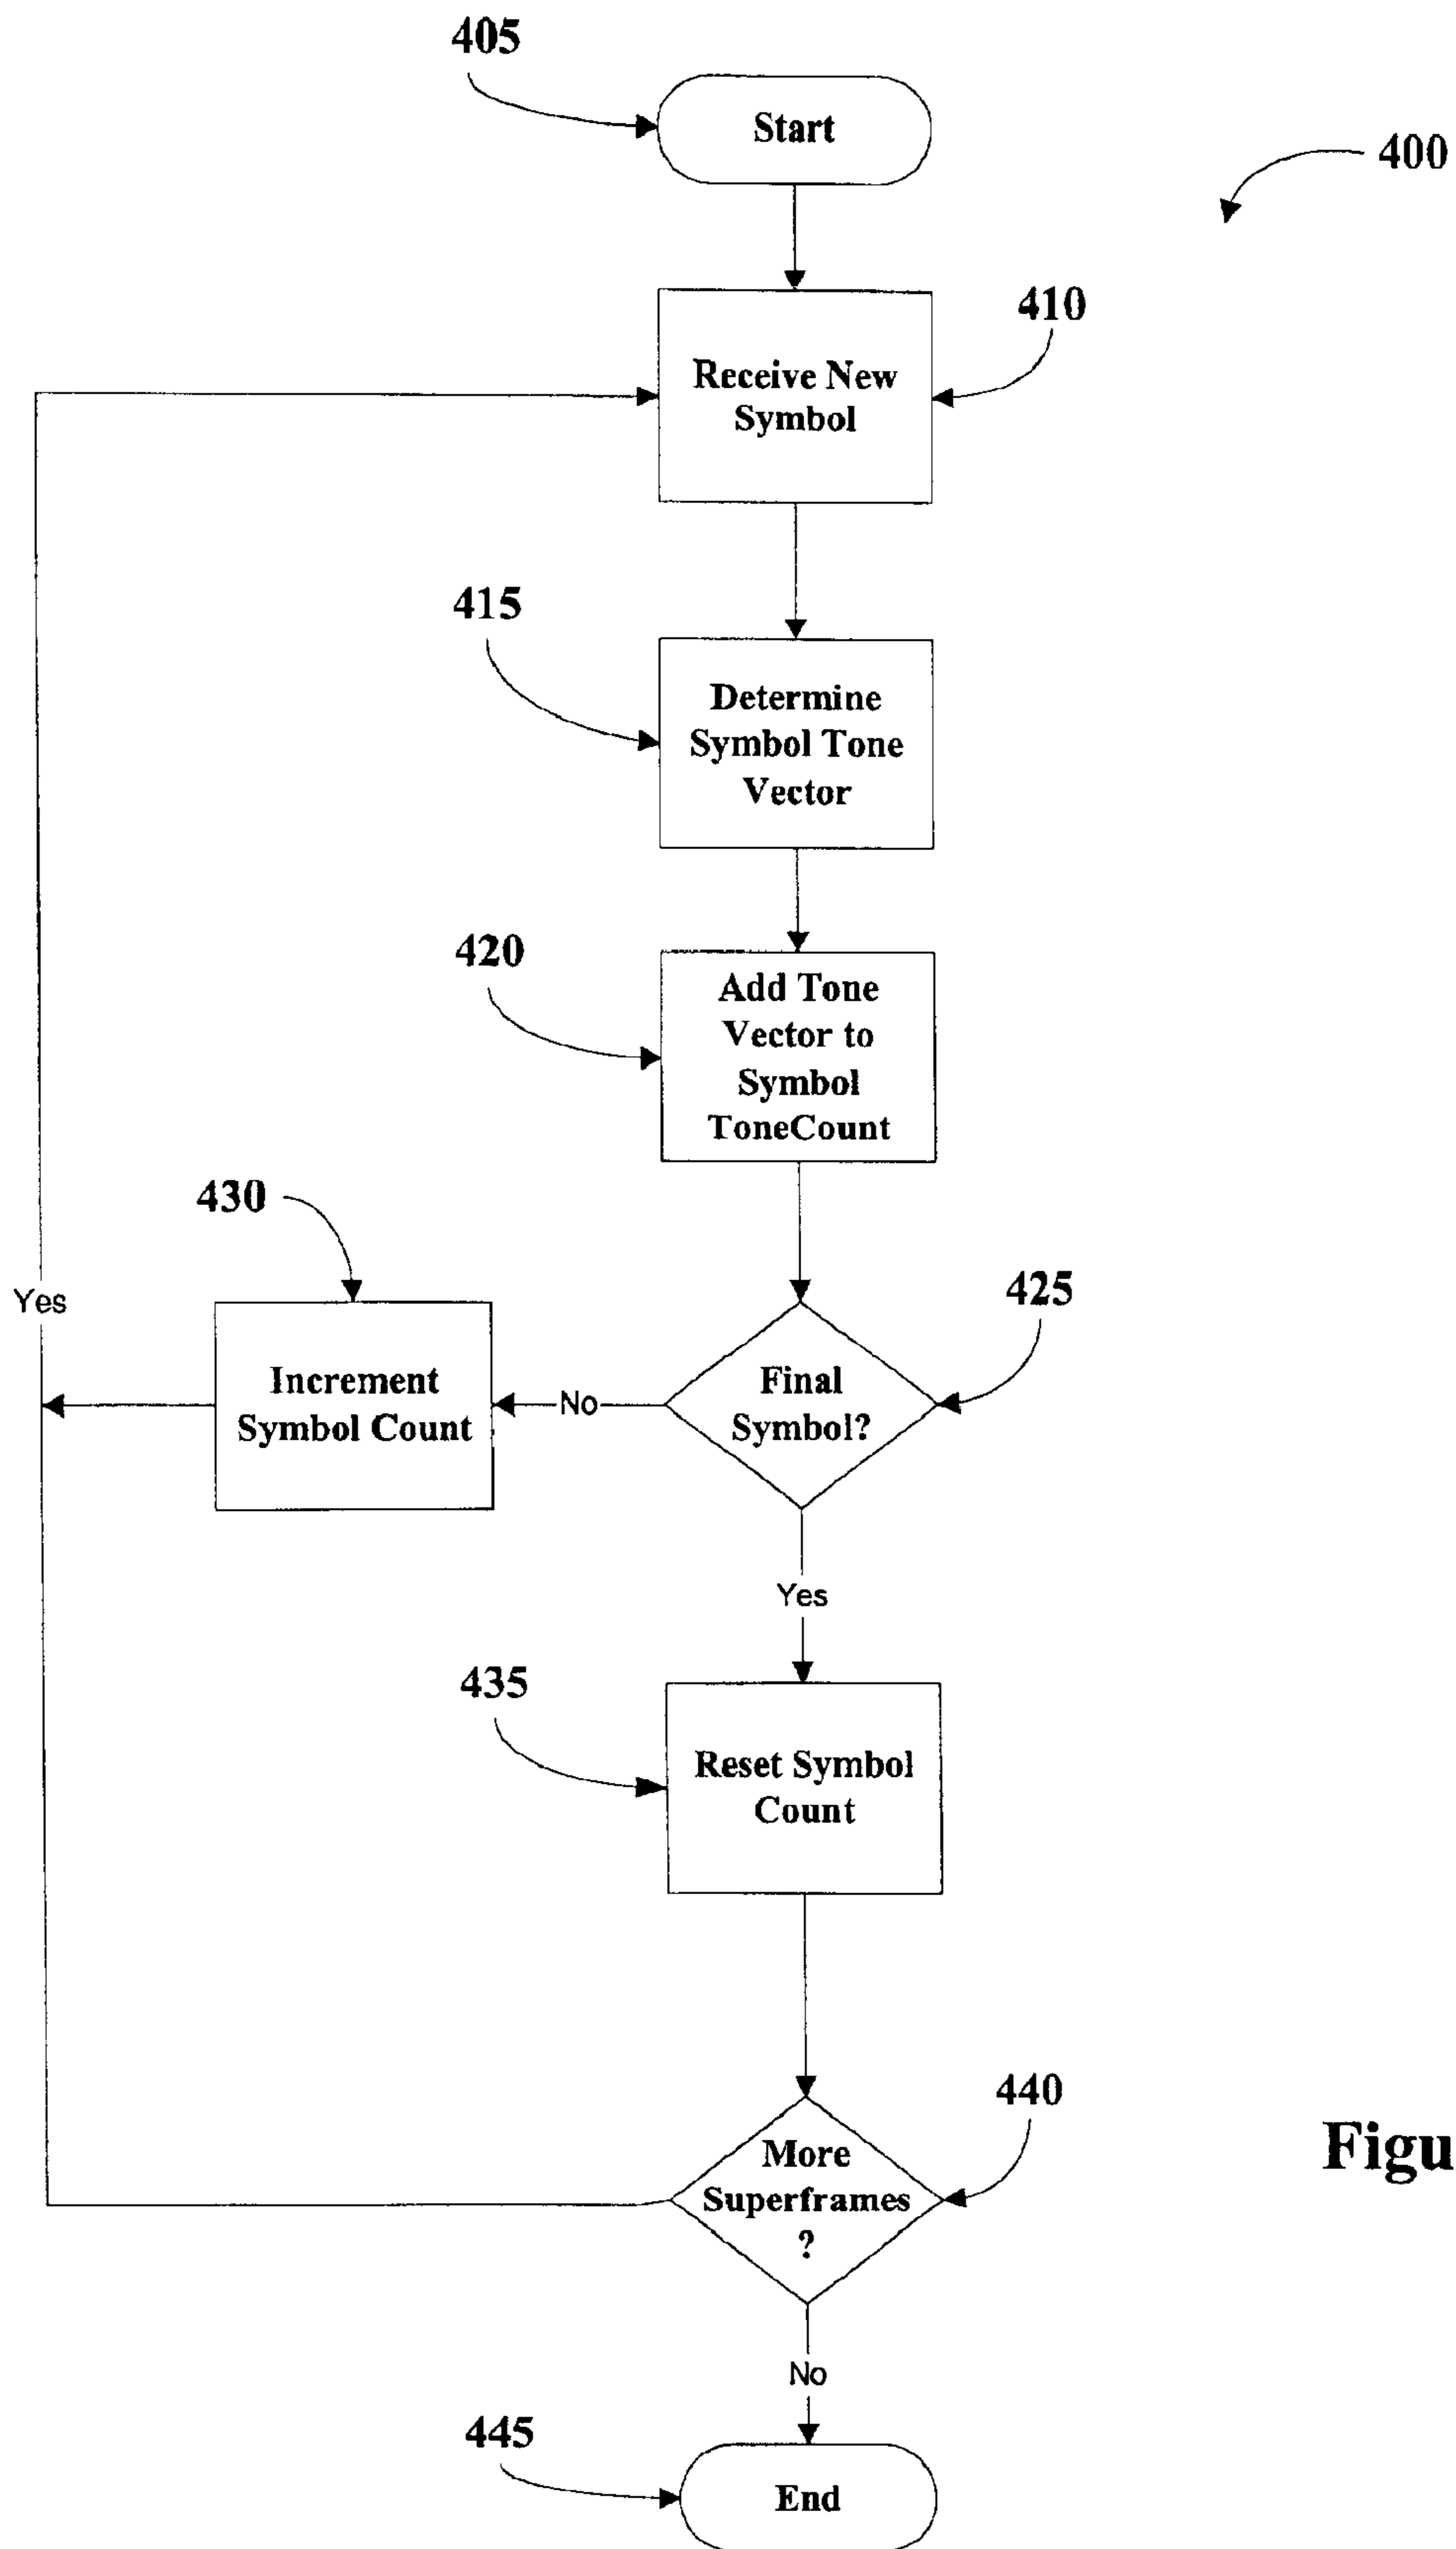 405
Start
400
410
Receive New
Symbol
415
Determine
Symbol Tone
Vector
420
Add Tone
Vector to
Symbol
ToneCount
430
425
Yes
Increment
Symbol Count
No
Final
Symbol?
Yes
435
Reset Symbol
Count
440
More
Superframes
?
Figu
No
445
End